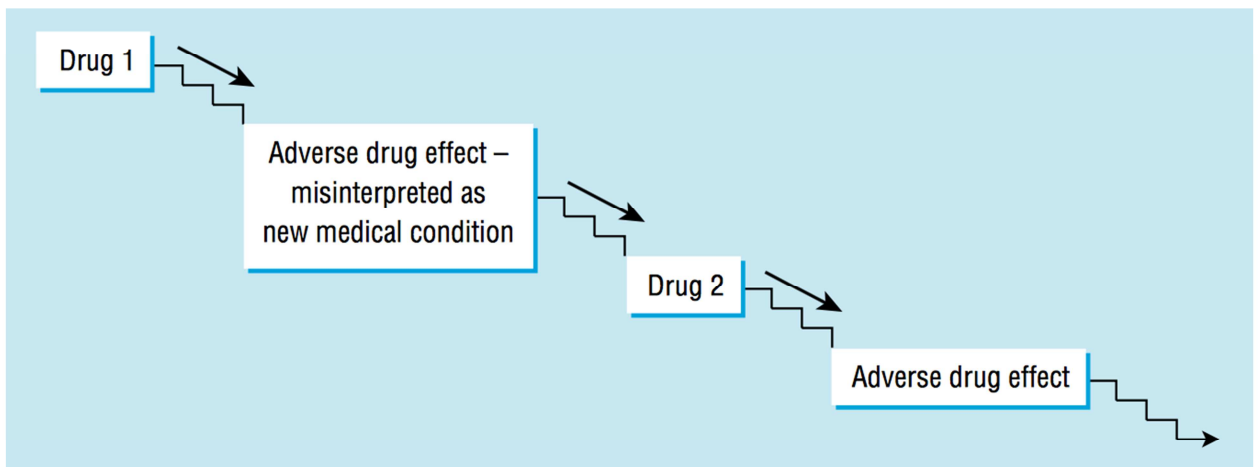 Drug 1
Adverse drug effect –
misinterpreted as
new medical condition
Drug 2
Adverse drug effect